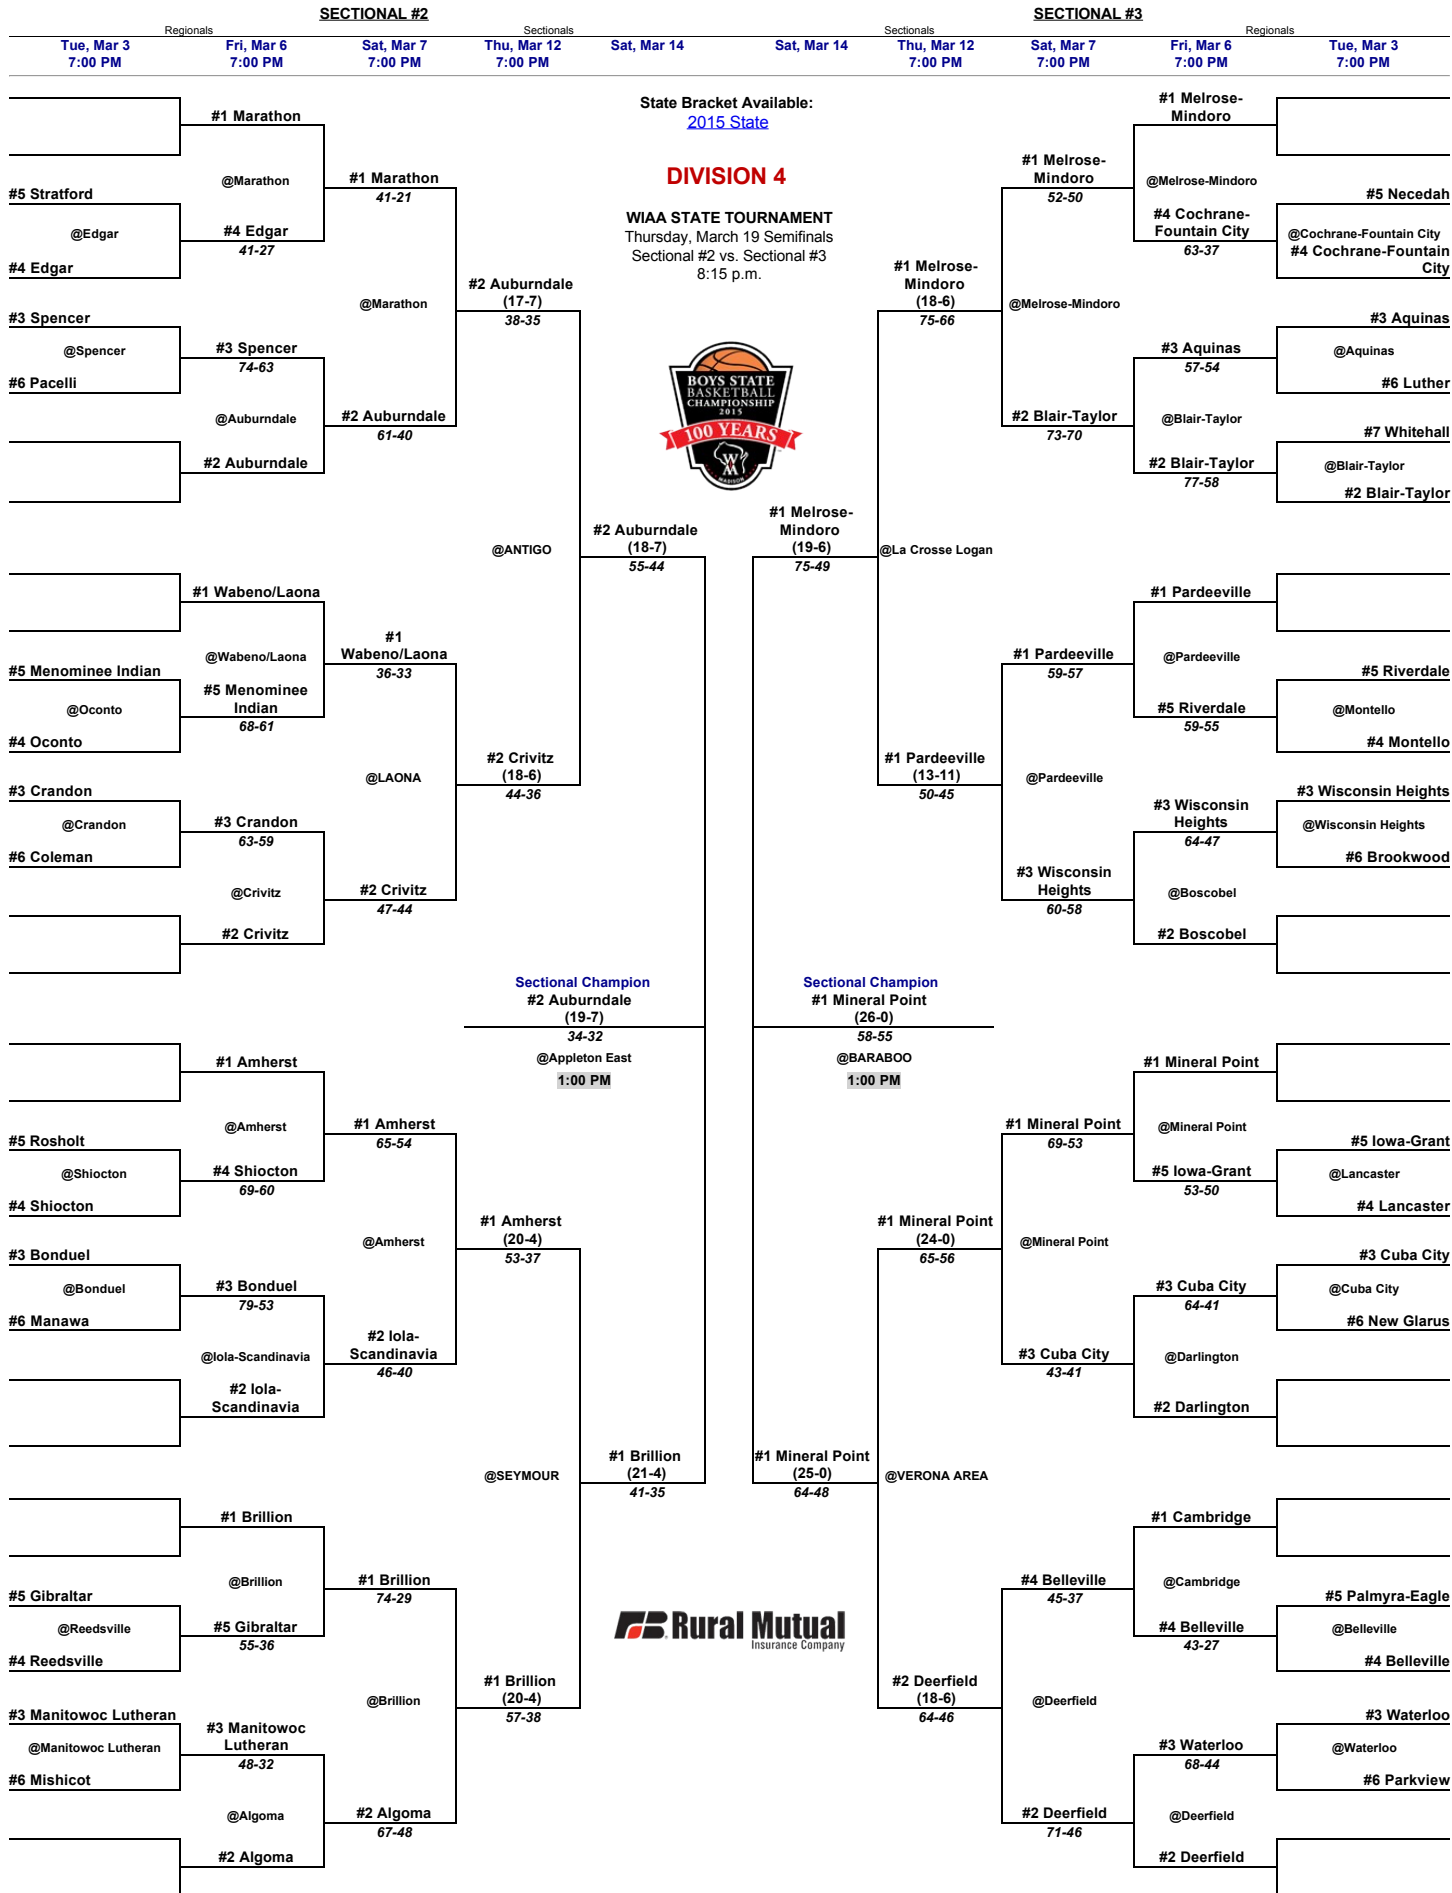 SECTIONAL #2
SECTIONAL #3
Regionals
Sectionals
Sectionals
Regionals
Tue, Mar 3
7:00 PM
Fri, Mar 6
7:00 PM
Sat, Mar 7
7:00 PM
Thu, Mar 12
7:00 PM
Sat, Mar 14
Sat, Mar 14
Thu, Mar 12
7:00 PM
Sat, Mar 7
7:00 PM
Fri, Mar 6
7:00 PM
Tue, Mar 3
7:00 PM
State Bracket Available:
2015 State
DIVISION 4
WIAA STATE TOURNAMENT
Thursday, March 19 Semifinals
Sectional #2 vs. Sectional #3
8:15 p.m.
BOYS STATE
BASKETBALL
CHAMPIONSHIP
2015
100 YEARS
MADISON
#1 Marathon
@Marathon
#5 Stratford
@Edgar
#4 Edgar
#4 Edgar
41-27
#1 Marathon
41-21
#3 Spencer
@Spencer
#6 Pacelli
#3 Spencer
74-63
@Auburndale
#2 Auburndale
#2 Auburndale
61-40
@Marathon
#2 Auburndale
(17-7)
38-35
@ANTIGO
#2 Auburndale
(18-7)
55-44
#1 Wabeno/Laona
@Wabeno/Laona
#5 Menominee Indian
@Oconto
#4 Oconto
#5 Menominee
Indian
68-61
#1
Wabeno/Laona
36-33
#3 Crandon
@Crandon
#6 Coleman
#3 Crandon
63-59
@Crivitz
#2 Crivitz
#2 Crivitz
47-44
@LAONA
#2 Crivitz
(18-6)
44-36
Sectional Champion
#2 Auburndale
(19-7)
34-32
@Appleton East
1:00 PM
#1 Amherst
@Amherst
#5 Rosholt
@Shiocton
#4 Shiocton
#4 Shiocton
69-60
#1 Amherst
65-54
#3 Bonduel
@Bonduel
#6 Manawa
#3 Bonduel
79-53
@Iola-Scandinavia
#2 Iola-
Scandinavia
#2 Iola-
Scandinavia
46-40
@Amherst
#1 Amherst
(20-4)
53-37
@SEYMOUR
#1 Brillion
(21-4)
41-35
#1 Brillion
@Brillion
#5 Gibraltar
@Reedsville
#4 Reedsville
#5 Gibraltar
55-36
#1 Brillion
74-29
#3 Manitowoc Lutheran
@Manitowoc Lutheran
#6 Mishicot
#3 Manitowoc
Lutheran
48-32
@Algoma
#2 Algoma
#2 Algoma
67-48
@Brillion
#1 Brillion
(20-4)
57-38
Rural Mutual
Insurance Company
#1 Melrose-
Mindoro
@Melrose-Mindoro
#5 Necedah
@Cochrane-Fountain City
#4 Cochrane-Fountain
City
#4 Cochrane-
Fountain City
63-37
#1 Melrose-
Mindoro
52-50
#3 Aquinas
@Aquinas
#6 Luther
#3 Aquinas
57-54
@Blair-Taylor
#7 Whitehall
@Blair-Taylor
#2 Blair-Taylor
#2 Blair-Taylor
77-58
#2 Blair-Taylor
73-70
@Melrose-Mindoro
#1 Melrose-
Mindoro
(18-6)
75-66
@La Crosse Logan
#1 Melrose-
Mindoro
(19-6)
75-49
#1 Pardeeville
@Pardeeville
#5 Riverdale
@Montello
#4 Montello
#5 Riverdale
59-55
#1 Pardeeville
59-57
#3 Wisconsin Heights
@Wisconsin Heights
#6 Brookwood
#3 Wisconsin
Heights
64-47
@Boscobel
#2 Boscobel
#3 Wisconsin
Heights
60-58
@Pardeeville
#1 Pardeeville
(13-11)
50-45
Sectional Champion
#1 Mineral Point
(26-0)
58-55
@BARABOO
1:00 PM
#1 Mineral Point
@Mineral Point
#5 Iowa-Grant
@Lancaster
#4 Lancaster
#5 Iowa-Grant
53-50
#1 Mineral Point
69-53
#3 Cuba City
@Cuba City
#6 New Glarus
#3 Cuba City
64-41
@Darlington
#2 Darlington
#3 Cuba City
43-41
@Mineral Point
#1 Mineral Point
(24-0)
65-56
@VERONA AREA
#1 Mineral Point
(25-0)
64-48
#1 Cambridge
@Cambridge
#5 Palmyra-Eagle
@Belleville
#4 Belleville
#4 Belleville
43-27
#4 Belleville
45-37
#3 Waterloo
@Waterloo
#6 Parkview
#3 Waterloo
68-44
@Deerfield
#2 Deerfield
#2 Deerfield
71-46
@Deerfield
#2 Deerfield
(18-6)
64-46